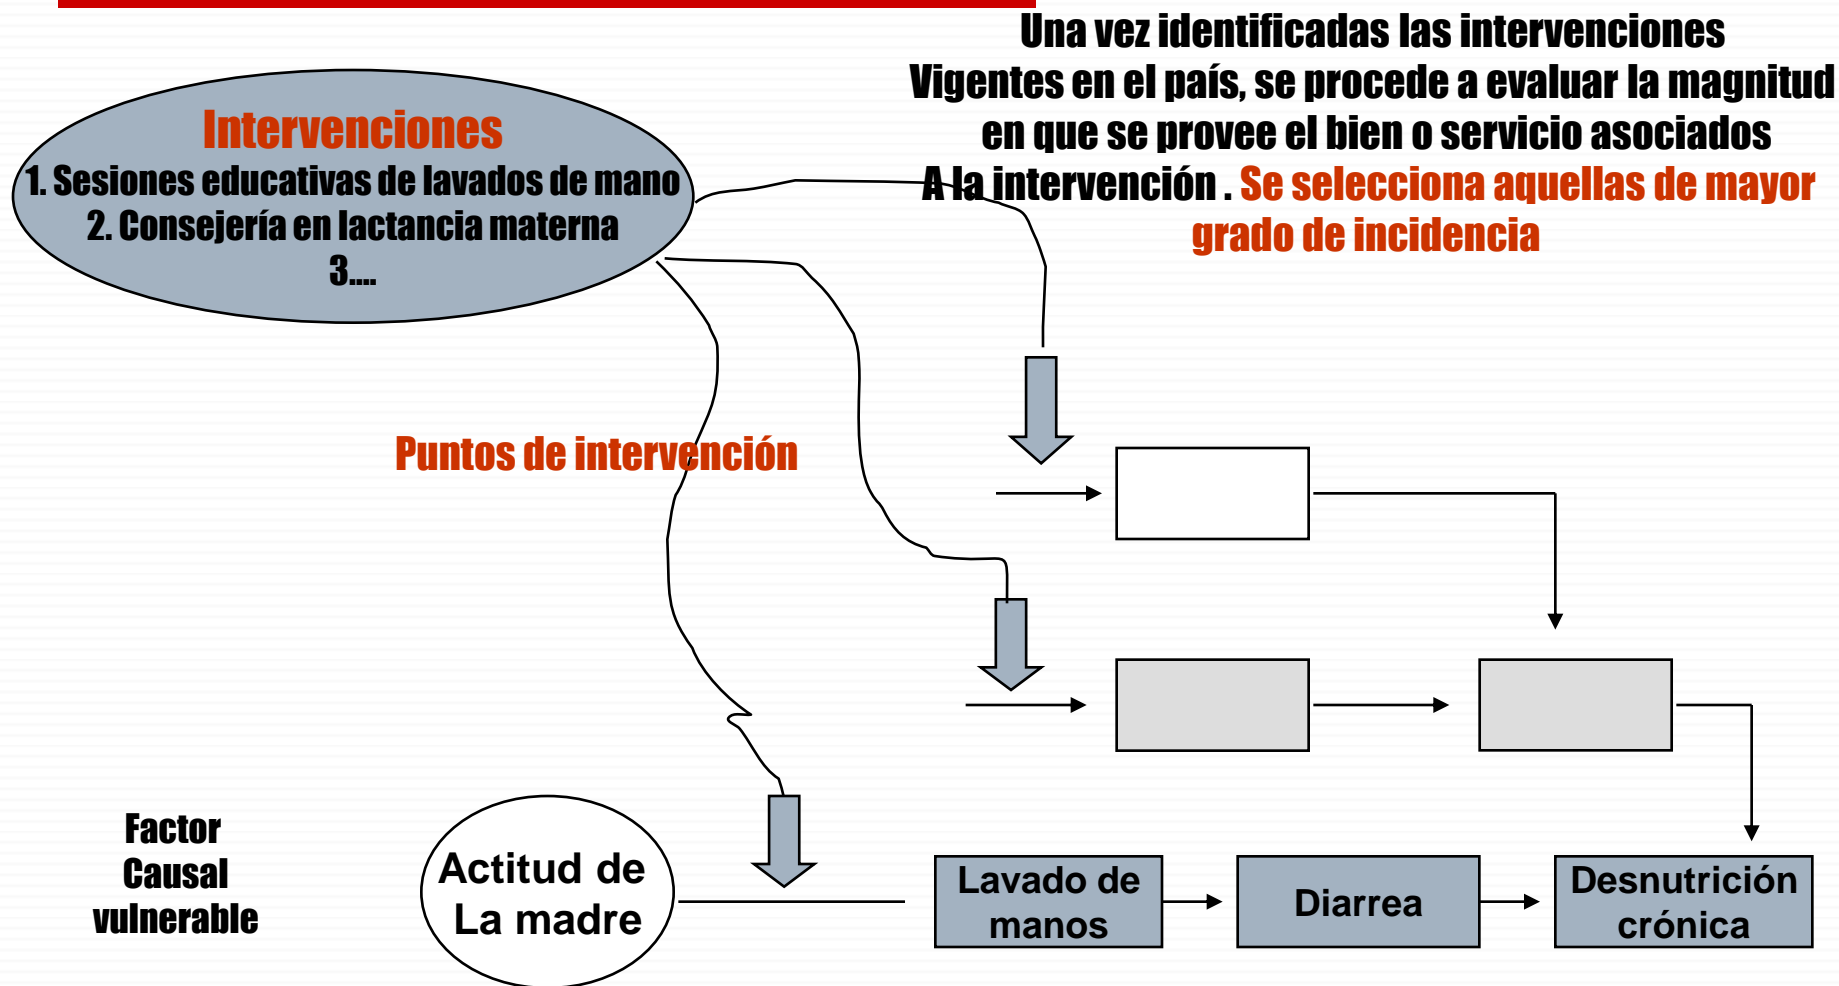 Una vez identificadas las intervenciones
Vigentes en el país, se procede a evaluar la magnitud
en que se provee el bien o servicio asociados
A la intervención . Se selecciona aquellas de mayor
grado de incidencia
Intervenciones
1. Sesiones educativas de lavados de mano
2. Consejería en lactancia materna
3....
Puntos de intervención
Factor
Causal
vulnerable
Actitud de
La madre
Lavado de
manos
Diarrea
Desnutrición
crónica